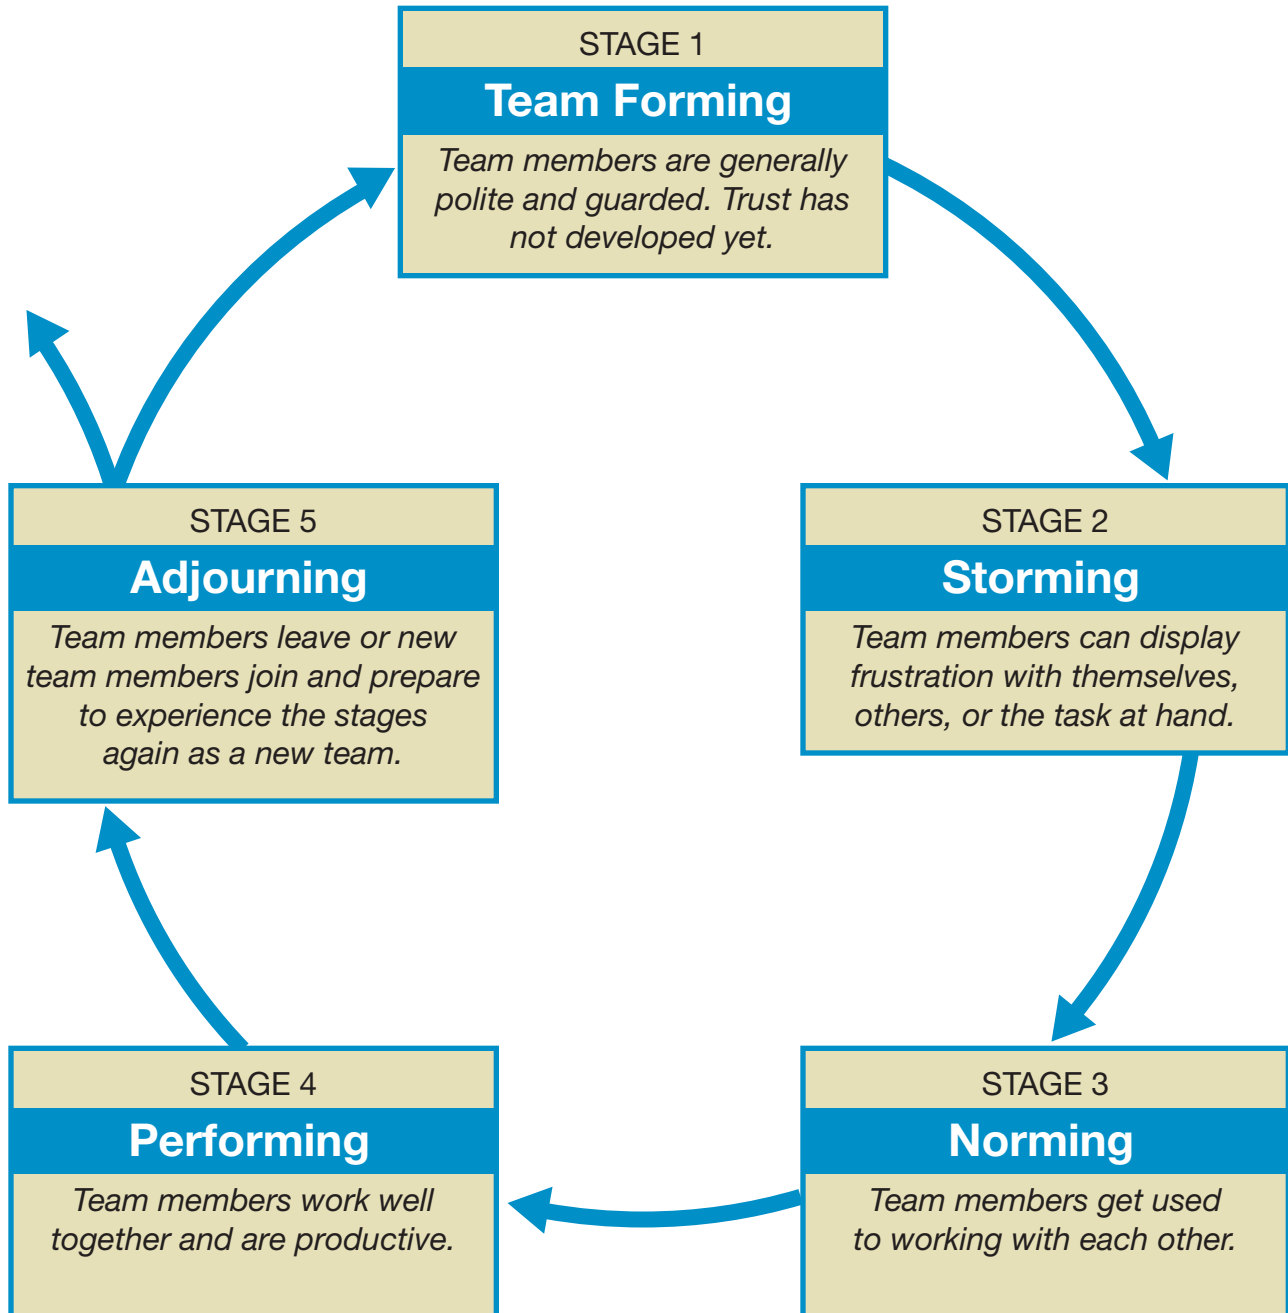 STAGE 1
Team Forming
Team members are generally
polite and guarded. Trust has
not developed yet.
STAGE 2
Storming
Team members can display
frustration with themselves,
others, or the task at hand.
STAGE 3
Norming
Team members get used
to working with each other.
STAGE 4
Performing
Team members work well
together and are productive.
STAGE 5
Adjourning
Team members leave or new
team members join and prepare
to experience the stages
again as a new team.